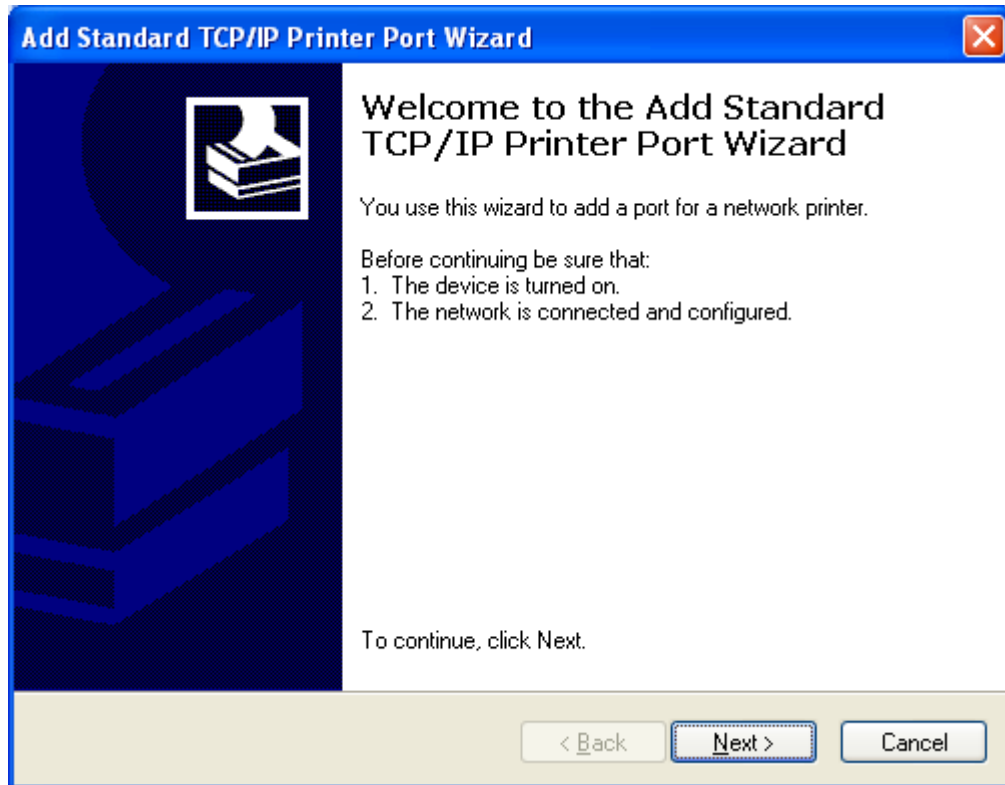 Add Standard TCP/IP Printer Port Wizard
Welcome to the Add Standard
TCP/IP Printer Port Wizard
You use this wizard to add a port for a network printer.
Before continuing be sure that:
1. The device is turned on.
2. The network is connected and configured.
To continue, click Next.
< Back
Next >
Cancel